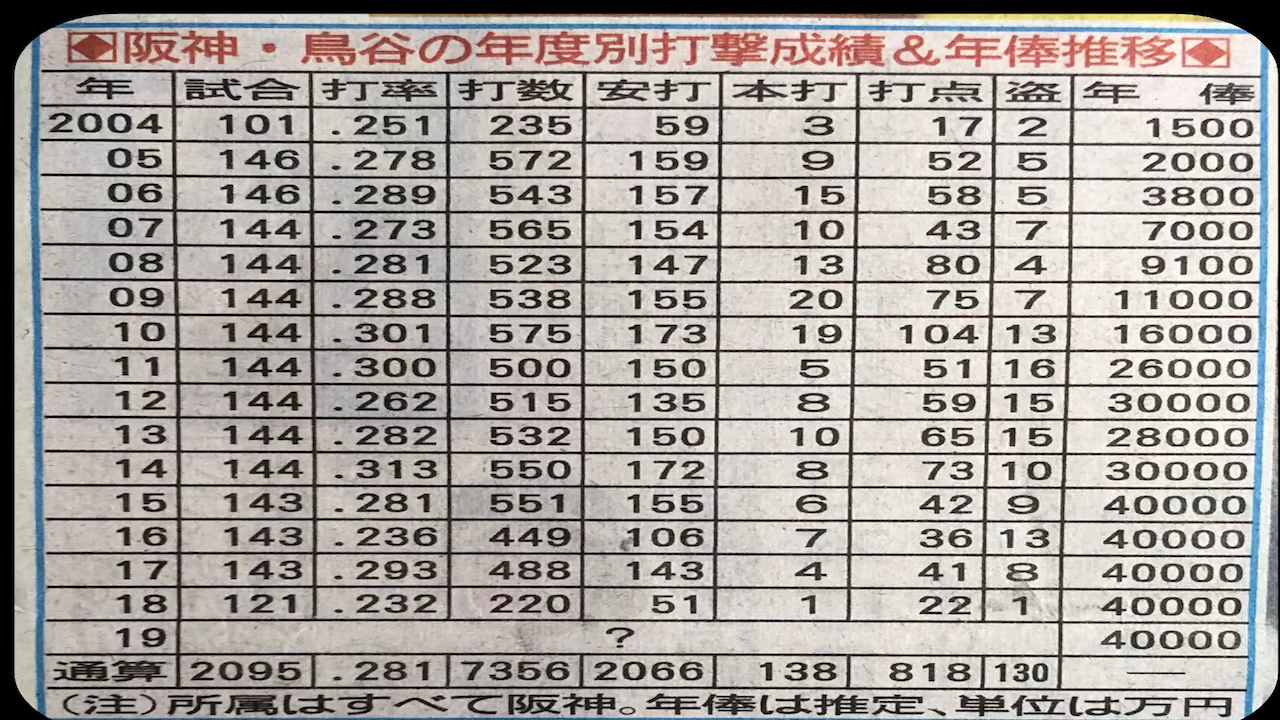 ◆阪神・鳥谷の年度別打撃成績＆年俸推移◆
年 試合 打率 打数 安打 本打 打点 盗 年俸
2004 101 .251 235 59 3 17 2 1500
05 146 .278 572 159 9 52 5 2000
06 146 .289 543 157 15 58 5 3800
07 144 .273 565 154 10 43 7 7000
08 144 .281 523 147 13 80 4 9100
09 144 .288 538 155 20 75 7 11000
10 144 .301 575 173 19 104 13 16000
11 144 .300 500 150 5 51 16 26000
12 144 .262 515 135 8 59 15 30000
13 144 .282 532 150 10 65 15 28000
14 144 .313 550 172 8 73 10 30000
15 143 .281 551 155 6 42 9 40000
16 143 .236 449 106 7 36 13 40000
17 143 .293 488 143 4 41 8 40000
18 121 .232 220 51 1 22 1 40000
19 ? 40000
通算 2095 .281 7356 2066 138 818 130 ―
(注)所属はすべて阪神。年俸は推定、単位は万円